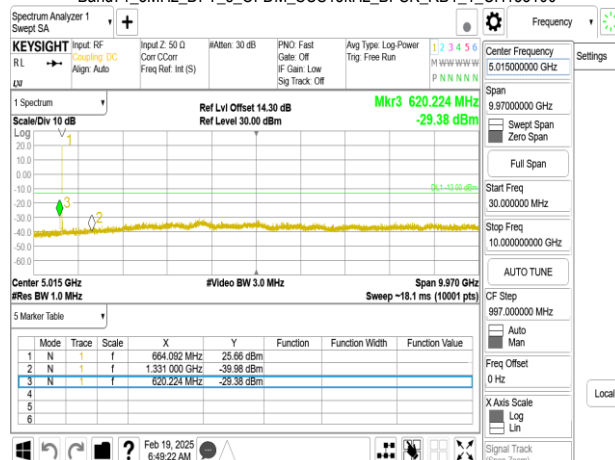 Spectrum Analyzer 1
Swept SA
Frequency
KEYSIGHT
Input: RF
Coupling: DC
Align: Auto
Input Z: 50 Ω
Corr CCorr
Freq Ref: Int (S)
#Atten: 30 dB
PNO: Fast
Gate: Off
IF Gain: Low
Sig Track: Off
Avg Type: Log-Power
Trig: Free Run
1 2 3 4 5 6
M W W W W W
P N N N N N
RL
LXI
Center Frequency
5.015000000 GHz
Settings
1 Spectrum
Scale/Div 10 dB
Ref Lvl Offset 14.30 dB
Ref Level 30.00 dBm
Mkr3 620.224 MHz
-29.38 dBm
Log
20.0
10.0
0.00
-10.0
-20.0
-30.0
-40.0
-50.0
-60.0
1
2
3
DL1 -13.00 dBm
Center 5.015 GHz
#Res BW 1.0 MHz
#Video BW 3.0 MHz
Span 9.970 GHz
Sweep ~18.1 ms (10001 pts)
Span
9.97000000 GHz
Swept Span
Zero Span
Full Span
Start Freq
30.000000 MHz
Stop Freq
10.000000000 GHz
AUTO TUNE
CF Step
997.000000 MHz
Auto
Man
Freq Offset
0 Hz
X Axis Scale
Log
Lin
Signal Track
Local
5 Marker Table
Mode Trace Scale X Y Function Function Width Function Value
1 N 1 f 664.092 MHz 25.66 dBm
2 N 1 f 1.331 000 GHz -39.98 dBm
3 N 1 f 620.224 MHz -29.38 dBm
4
5
6
Feb 19, 2025
6:49:22 AM